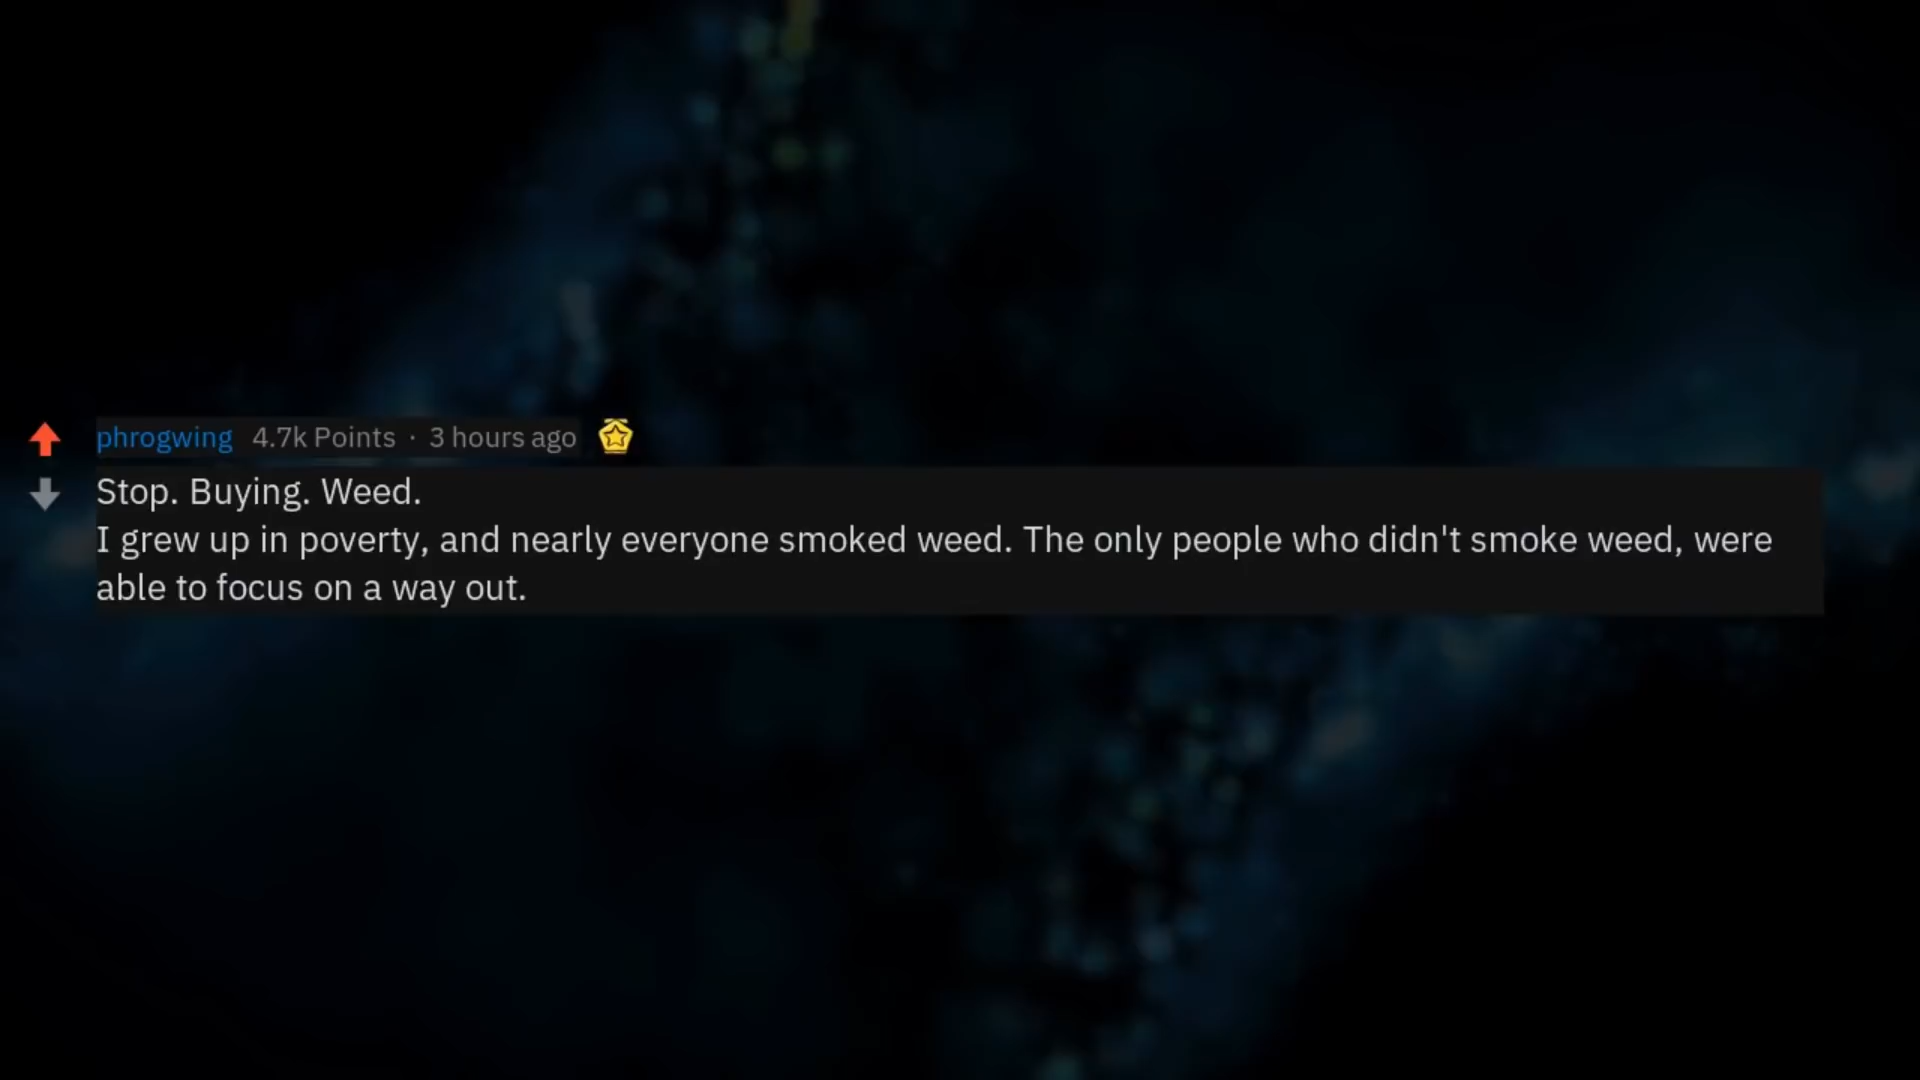 phrogwing 4.7k Points · 3 hours ago
Stop. Buying. Weed.
I grew up in poverty, and nearly everyone smoked weed. The only people who didn't smoke weed, were
able to focus on a way out.